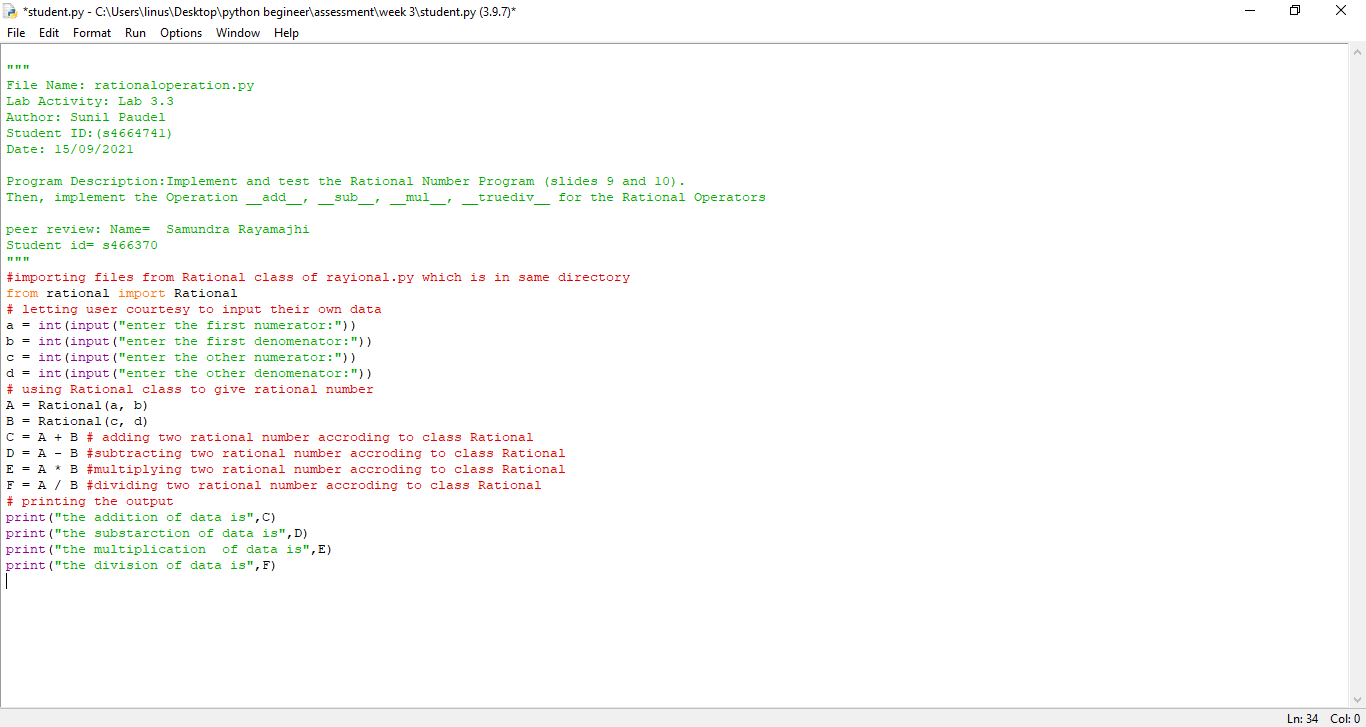 *student.py - C:\Users\linus\Desktop\python begineer\assessment\week 3\student.py (3.9.7)*
File Edit Format Run Options Window Help
"""
File Name: rationaloperation.py
Lab Activity: Lab 3.3
Author: Sunil Paudel
Student ID:(s4664741)
Date: 15/09/2021
Program Description:Implement and test the Rational Number Program (slides 9 and 10).
Then, implement the Operation __add__, __sub__, __mul__, __truediv__ for the Rational Operators
peer review: Name=  Samundra Rayamajhi
Student id= s466370
"""
#importing files from Rational class of rayional.py which is in same directory
from rational import Rational
# letting user courtesy to input their own data
a = int(input("enter the first numerator:"))
b = int(input("enter the first denomenator:"))
c = int(input("enter the other numerator:"))
d = int(input("enter the other denomenator:"))
# using Rational class to give rational number
A = Rational(a, b)
B = Rational(c, d)
C = A + B # adding two rational number accroding to class Rational
D = A - B #subtracting two rational number accroding to class Rational
E = A * B #multiplying two rational number accroding to class Rational
F = A / B #dividing two rational number accroding to class Rational
# printing the output
print("the addition of data is",C)
print("the substarction of data is",D)
print("the multiplication  of data is",E)
print("the division of data is",F)
Ln: 34 Col: 0